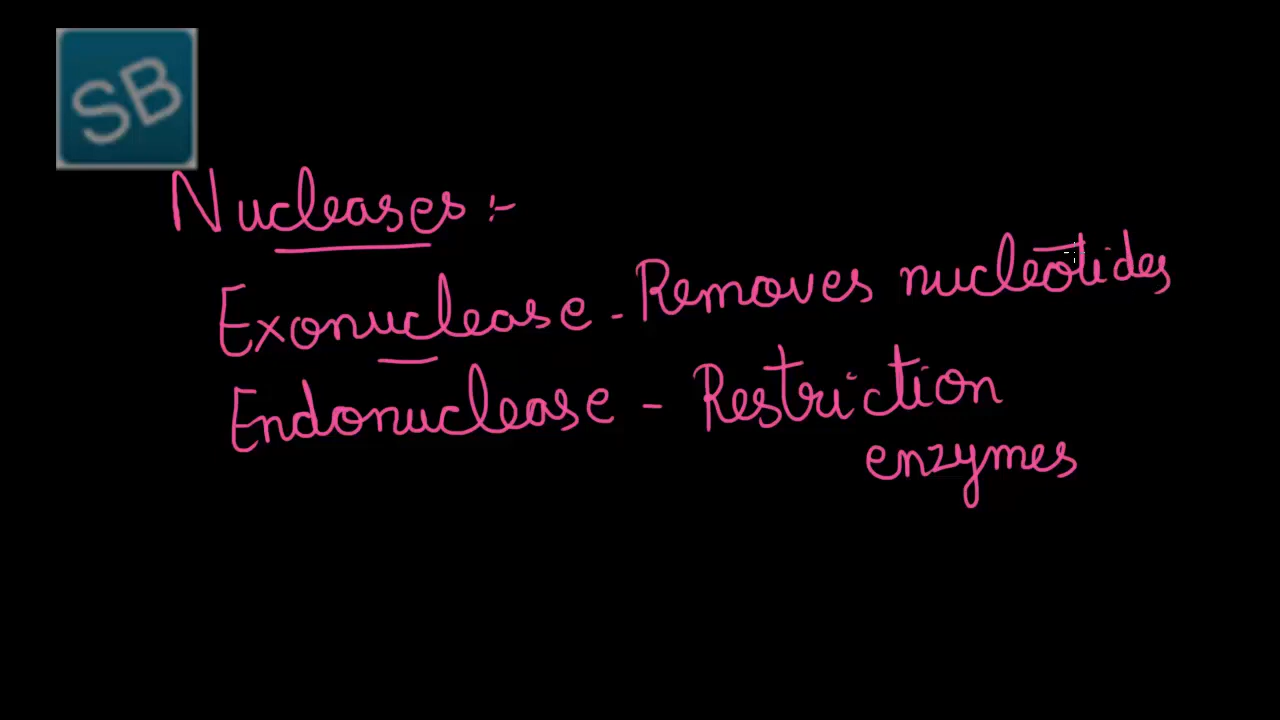 SB
Nucleases :-
Exonuclease - Removes nucleotides
Endonuclease - Restriction
enzymes